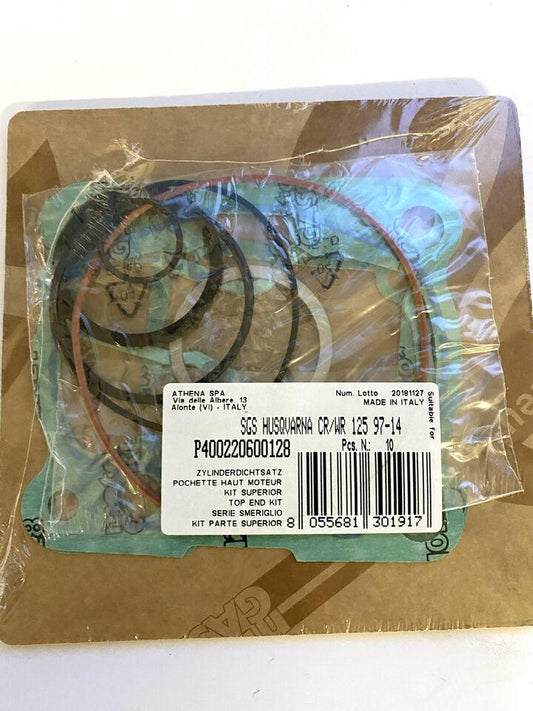 ATHENA SPA
Via delle Albere, 13
Alonte (VI) - ITALY
Num. Lotto 20181127
MADE IN ITALY
Suitable for
SGS HUSQVARNA CR/WR 125 97-14
P400220600128
Pcs. N.: 10
ZYLINDERDICHTSATZ
POCHETTE HAUT MOTEUR
KIT SUPERIOR
TOP END KIT
SERIE SMERIGLIO
KIT PARTE SUPERIOR
8 055681 301917